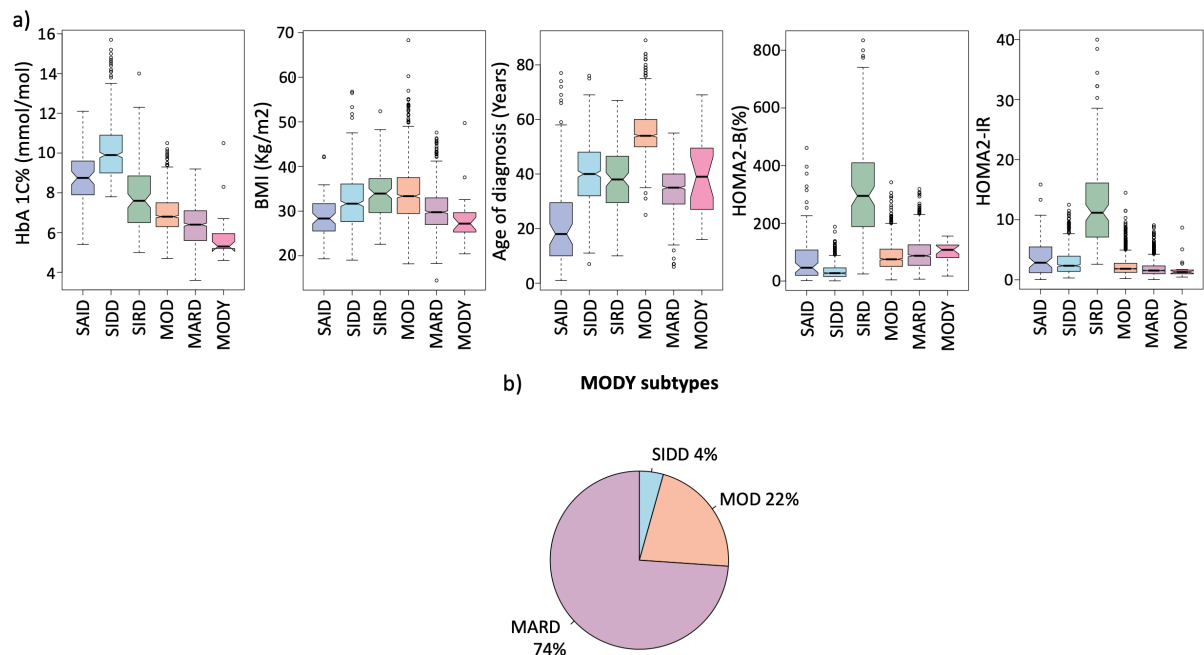 a)
HbA 1C% (mmol/mol)
16
14
12
10
8
6
4
SAID
SIDD
SIRD
MOD
MARD
MODY
BMI (Kg/m2)
70
60
50
40
30
20
SAID
SIDD
SIRD
MOD
MARD
MODY
Age of diagnosis (Years)
80
60
40
20
0
SAID
SIDD
SIRD
MOD
MARD
MODY
HOMA2-B(%)
800
600
400
200
0
SAID
SIDD
SIRD
MOD
MARD
MODY
HOMA2-IR
40
30
20
10
0
SAID
SIDD
SIRD
MOD
MARD
MODY
b) MODY subtypes
SIDD 4%
MOD 22%
MARD
74%